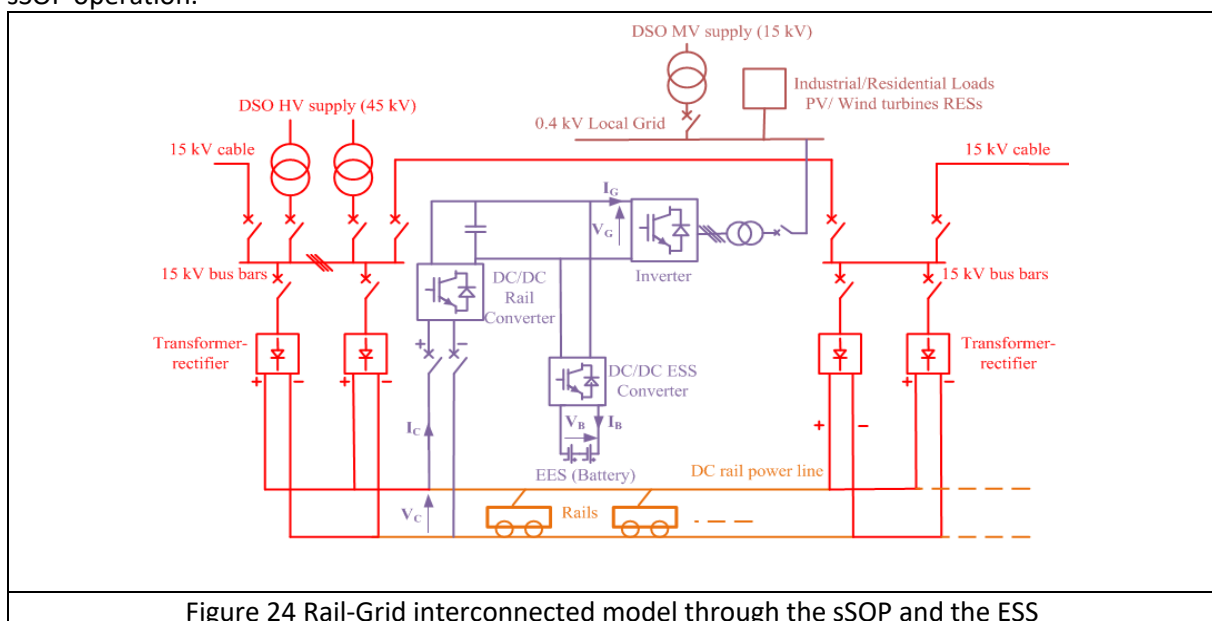 sSOP operation.
DSO MV supply (15 kV)
Industrial/Residential Loads
PV/ Wind turbines RESs
DSO HV supply (45 kV)
0.4 kV Local Grid
15 kV cable
15 kV cable
I_G
V_G
Inverter
15 kV bus bars
DC/DC
Rail
Converter
15 kV bus bars
Transformer-
rectifier
+ −
+ −
+ −
DC/DC ESS
Converter
Transformer-
rectifier
+ −
V_B I_B
I_C
EES (Battery)
+ −
DC rail power line
V_C
Rails
Figure 24 Rail-Grid interconnected model through the sSOP and the ESS